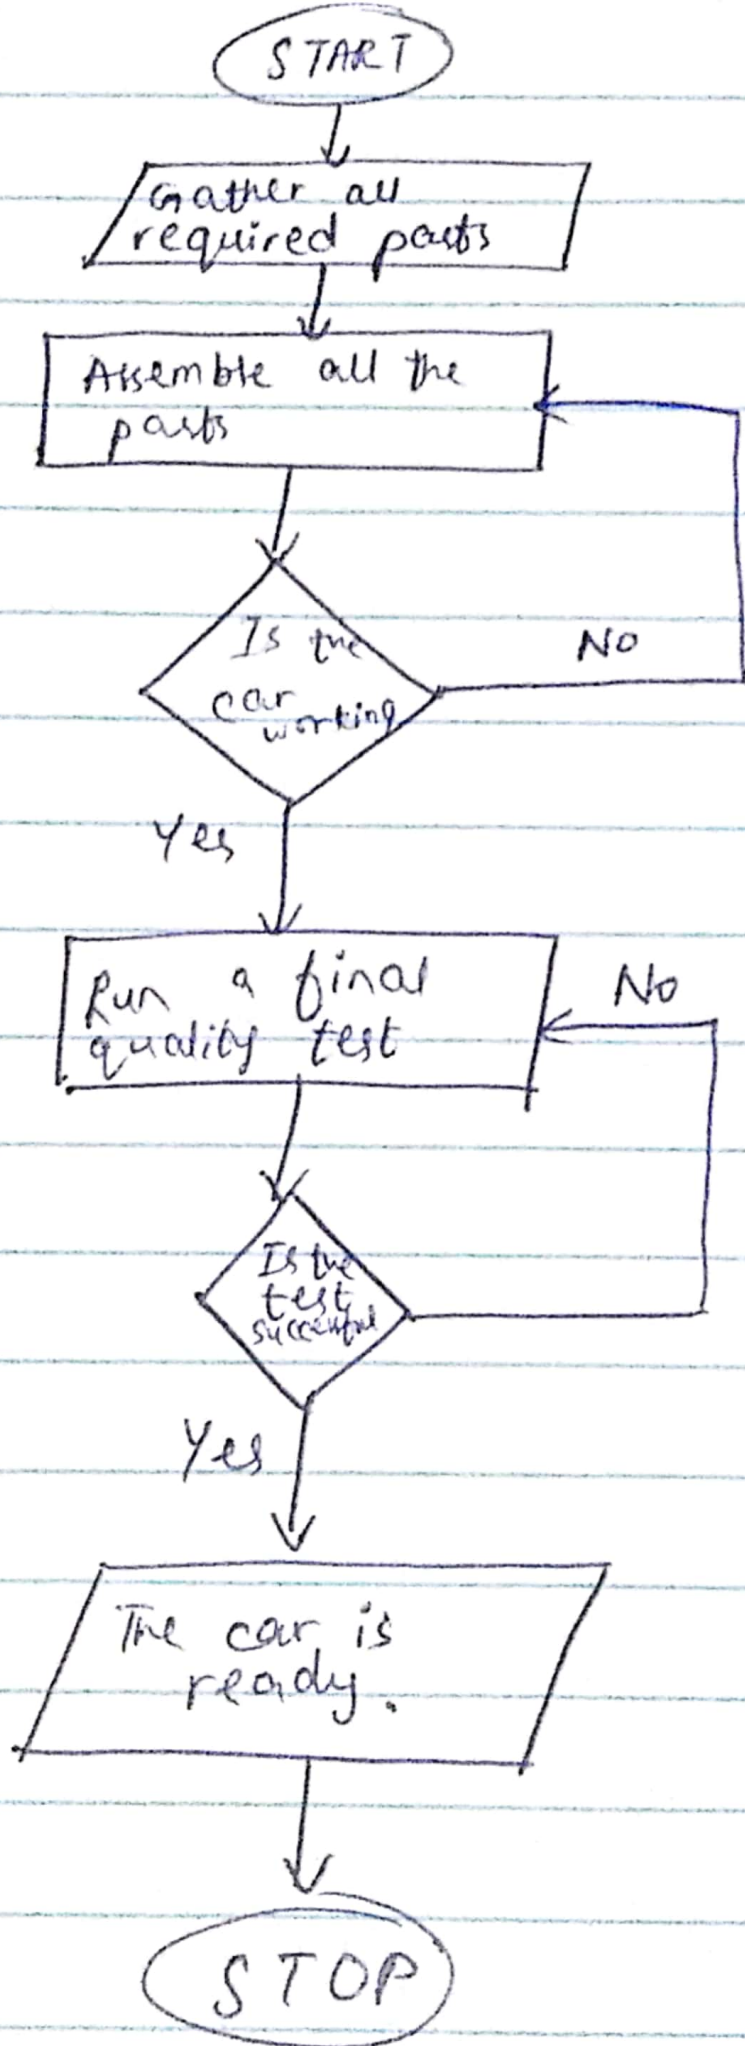 START
Gather all
required parts
Assemble all the
parts
Is the
car
working
No
Yes
Run a final
quality test
No
Is the
test
successful
Yes
The car is
ready.
STOP